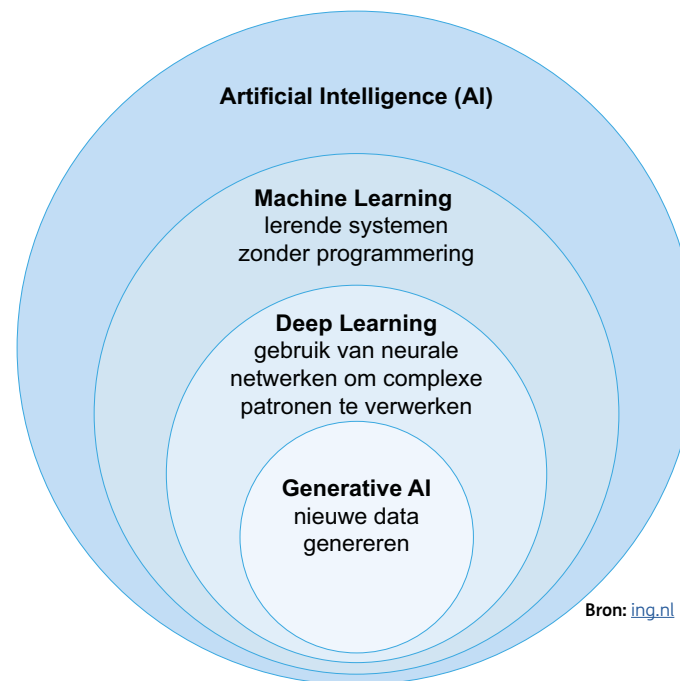 Artificial Intelligence (AI)
Machine Learning
lerende systemen
zonder programmering
Deep Learning
gebruik van neurale
netwerken om complexe
patronen te verwerken
Generative AI
nieuwe data
genereren
Bron: ing.nl